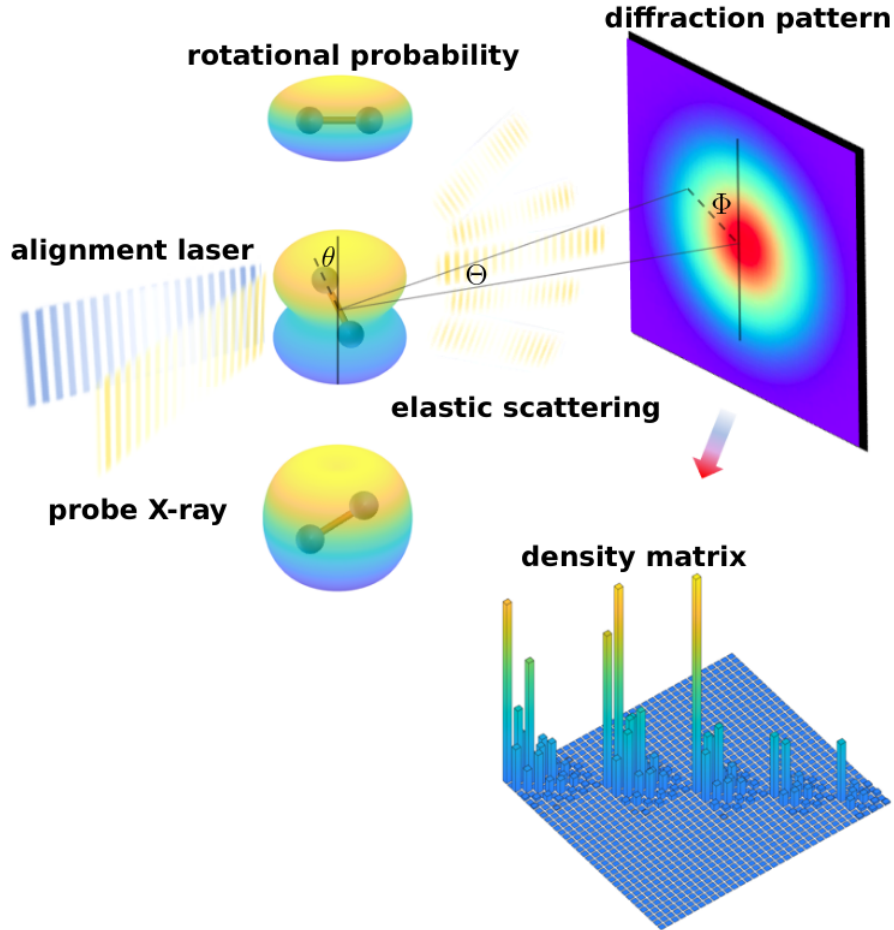 diffraction pattern
rotational probability
Φ
alignment laser
θ
Θ
elastic scattering
probe X-ray
density matrix